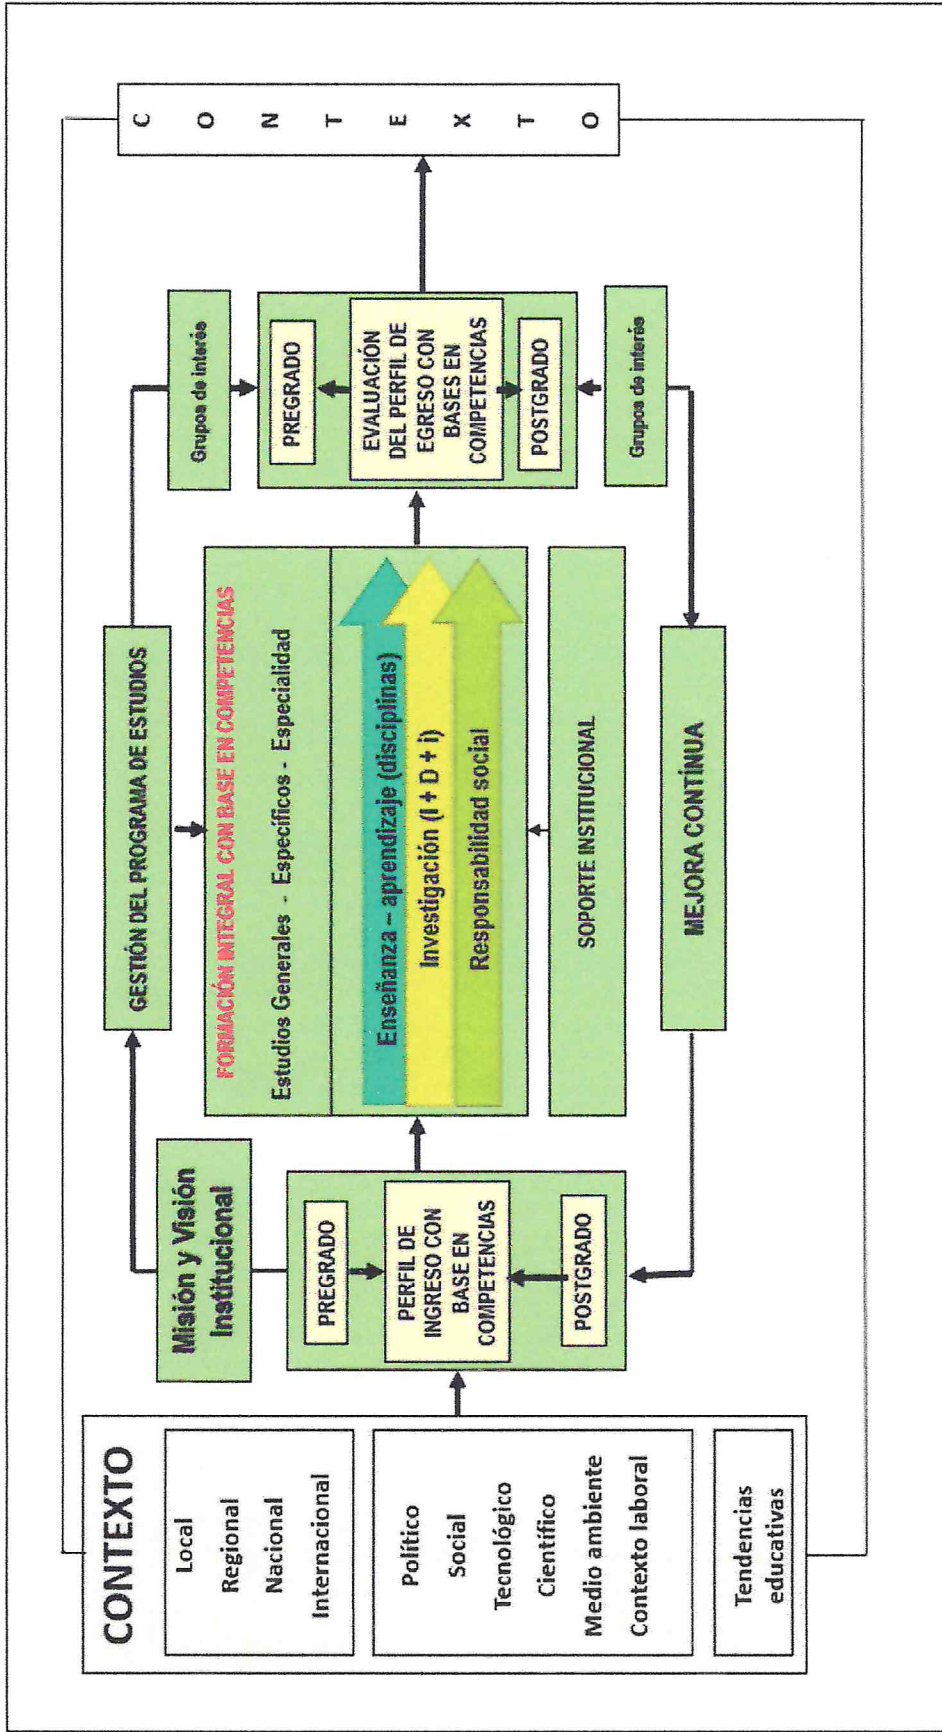 CONTEXTO
Local
Regional
Nacional
Internacional
Político
Social
Tecnológico
Científico
Medio ambiente
Contexto laboral
Tendencias
educativas
Misión y Visión
Institucional
PREGRADO
PERFIL DE
INGRESO CON
BASE EN
COMPETENCIAS
POSTGRADO
GESTIÓN DEL PROGRAMA DE ESTUDIOS
FORMACIÓN INTEGRAL CON BASE EN COMPETENCIAS
Estudios Generales - Específicos - Especialidad
Enseñanza – aprendizaje (disciplinas)
Investigación (I + D + i)
Responsabilidad social
SOPORTE INSTITUCIONAL
MEJORA CONTÍNUA
Grupos de interés
PREGRADO
EVALUACIÓN
DEL PERFIL DE
EGRESO CON
BASES EN
COMPETENCIAS
POSTGRADO
Grupos de interés
C O N T E X T O